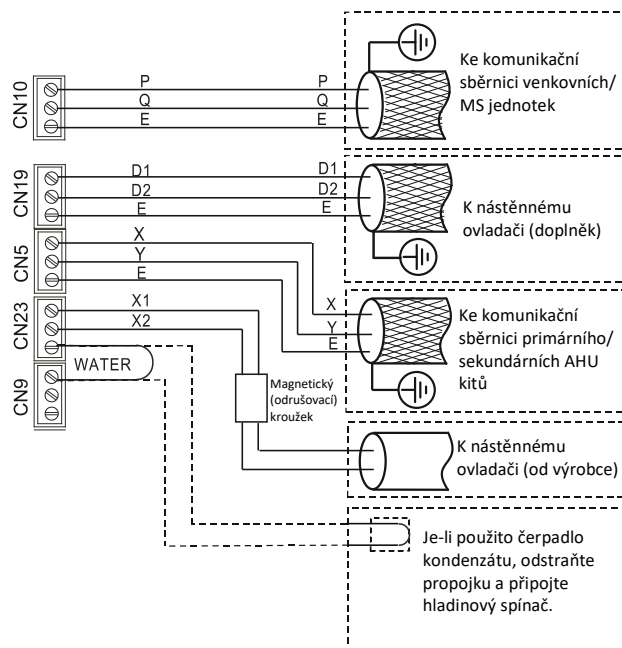 CN10
P P
Q Q
E E
Ke komunikační
sběrnici venkovních/
MS jednotek
CN19
D1 D1
D2 D2
E E
K nástěnnému
ovladači (doplněk)
CN5
X
Y
E
X
Y
E
Ke komunikační
sběrnici primárního/
sekundárních AHU
kitů
CN23
X1
X2
WATER
CN9
Magnetický
(odrušovací)
kroužek
K nástěnnému
ovladači (od výrobce)
Je-li použito čerpadlo
kondenzátu, odstraňte
propojku a připojte
hladinový spínač.